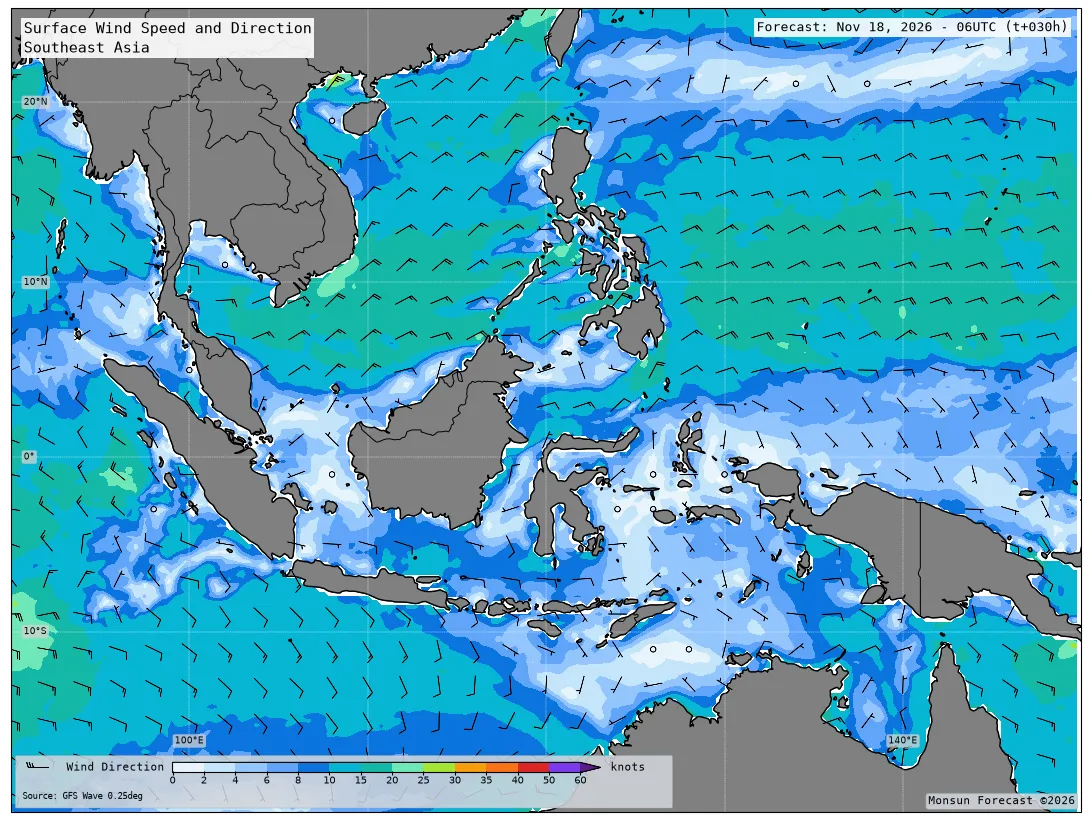 Surface Wind Speed and Direction
Southeast Asia
Forecast: Nov 18, 2026 - 06UTC (t+030h)
20°N
10°N
0°
10°S
100°E
140°E
Wind Direction
0 2 4 6 8 10 15 20 25 30 35 40 50 60
knots
Source: GFS Wave 0.25deg
Monsun Forecast ©2026